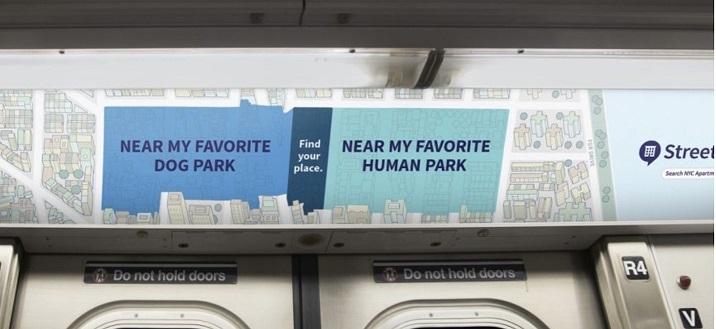 NEAR MY FAVORITE
DOG PARK
Find
your
place.
NEAR MY FAVORITE
HUMAN PARK
Street
Search NYC Apartm
Do not hold doors
Do not hold doors
R4
V